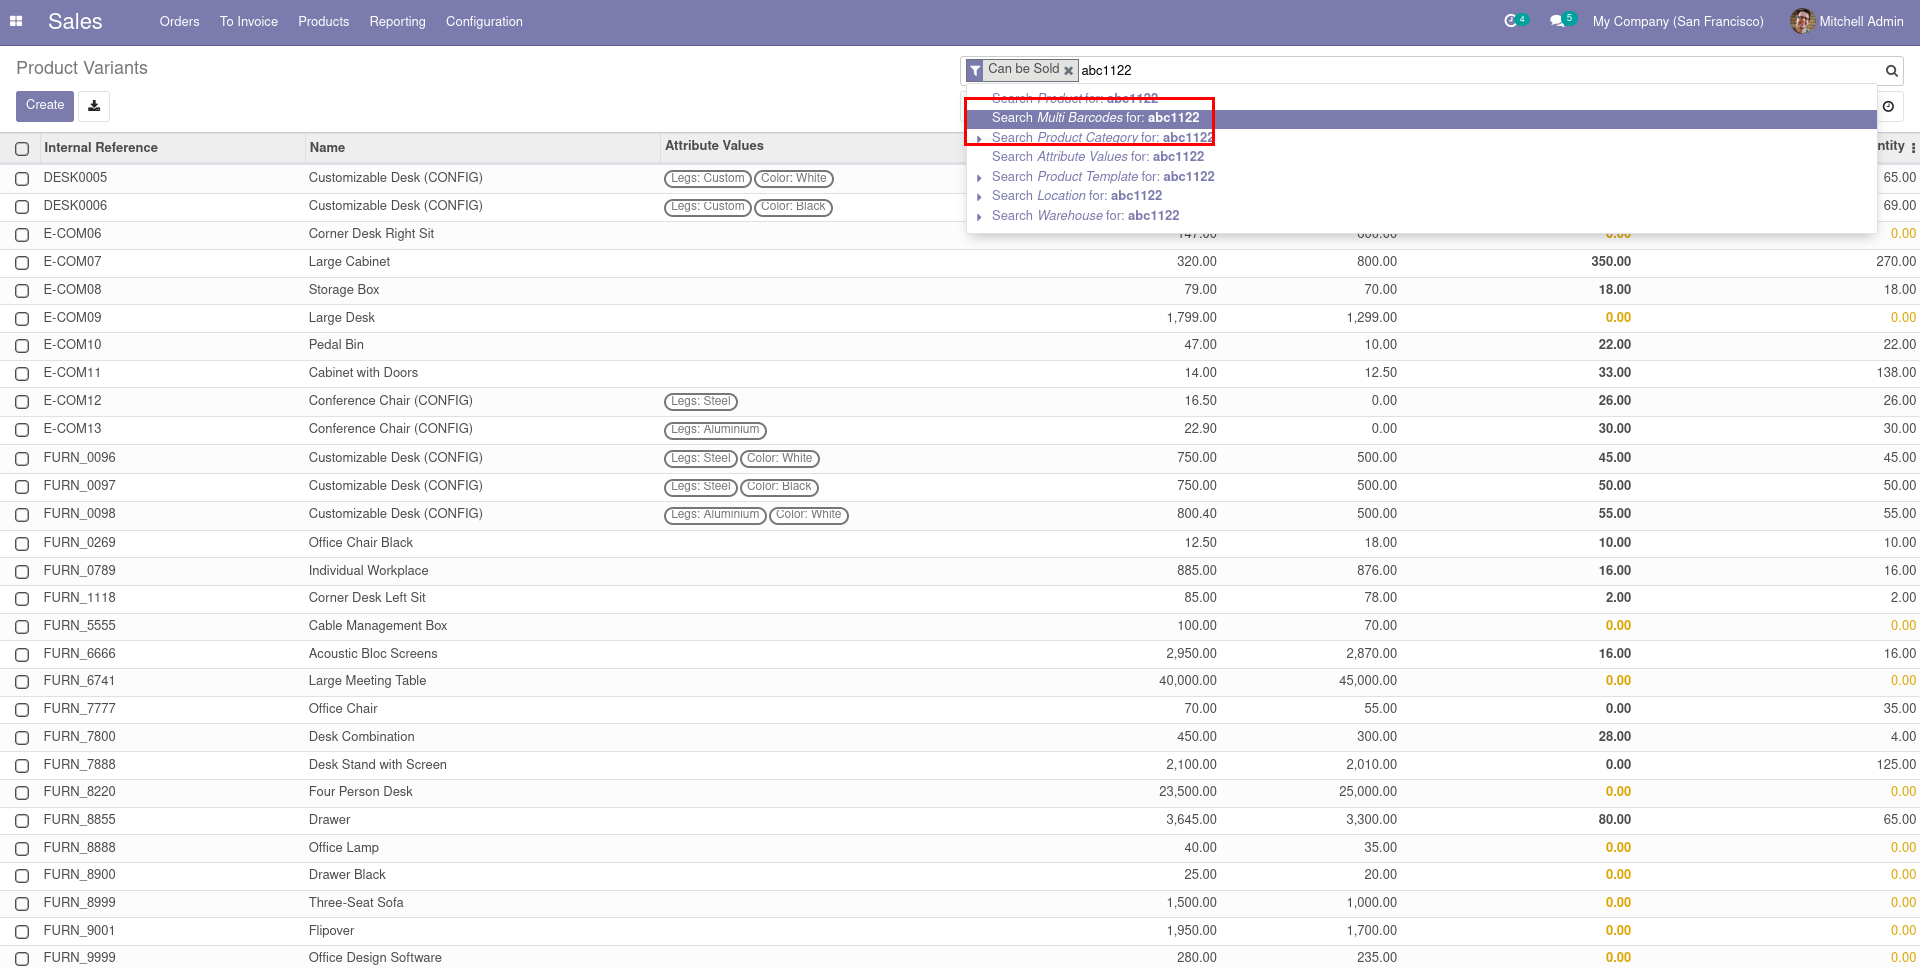 Sales Orders To Invoice Products Reporting Configuration 4 5 My Company (San Francisco) Mitchell Admin
Product Variants
Can be Sold abc1122
Create
Search Product for: abc1122
Search Multi Barcodes for: abc1122
Search Product Category for: abc1122
Search Attribute Values for: abc1122
Search Product Template for: abc1122
Search Location for: abc1122
Search Warehouse for: abc1122
Internal Reference Name Attribute Values ntity
DESK0005 Customizable Desk (CONFIG) Legs: Custom Color: White 65.00
DESK0006 Customizable Desk (CONFIG) Legs: Custom Color: Black 69.00
E-COM06 Corner Desk Right Sit 147.00 600.00 0.00 0.00
E-COM07 Large Cabinet 320.00 800.00 350.00 270.00
E-COM08 Storage Box 79.00 70.00 18.00 18.00
E-COM09 Large Desk 1,799.00 1,299.00 0.00 0.00
E-COM10 Pedal Bin 47.00 10.00 22.00 22.00
E-COM11 Cabinet with Doors 14.00 12.50 33.00 138.00
E-COM12 Conference Chair (CONFIG) Legs: Steel 16.50 0.00 26.00 26.00
E-COM13 Conference Chair (CONFIG) Legs: Aluminium 22.90 0.00 30.00 30.00
FURN_0096 Customizable Desk (CONFIG) Legs: Steel Color: White 750.00 500.00 45.00 45.00
FURN_0097 Customizable Desk (CONFIG) Legs: Steel Color: Black 750.00 500.00 50.00 50.00
FURN_0098 Customizable Desk (CONFIG) Legs: Aluminium Color: White 800.40 500.00 55.00 55.00
FURN_0269 Office Chair Black 12.50 18.00 10.00 10.00
FURN_0789 Individual Workplace 885.00 876.00 16.00 16.00
FURN_1118 Corner Desk Left Sit 85.00 78.00 2.00 2.00
FURN_5555 Cable Management Box 100.00 70.00 0.00 0.00
FURN_6666 Acoustic Bloc Screens 2,950.00 2,870.00 16.00 16.00
FURN_6741 Large Meeting Table 40,000.00 45,000.00 0.00 0.00
FURN_7777 Office Chair 70.00 55.00 0.00 35.00
FURN_7800 Desk Combination 450.00 300.00 28.00 4.00
FURN_7888 Desk Stand with Screen 2,100.00 2,010.00 0.00 125.00
FURN_8220 Four Person Desk 23,500.00 25,000.00 0.00 0.00
FURN_8855 Drawer 3,645.00 3,300.00 80.00 65.00
FURN_8888 Office Lamp 40.00 35.00 0.00 0.00
FURN_8900 Drawer Black 25.00 20.00 0.00 0.00
FURN_8999 Three-Seat Sofa 1,500.00 1,000.00 0.00 0.00
FURN_9001 Flipover 1,950.00 1,700.00 0.00 0.00
FURN_9999 Office Design Software 280.00 235.00 0.00 0.00